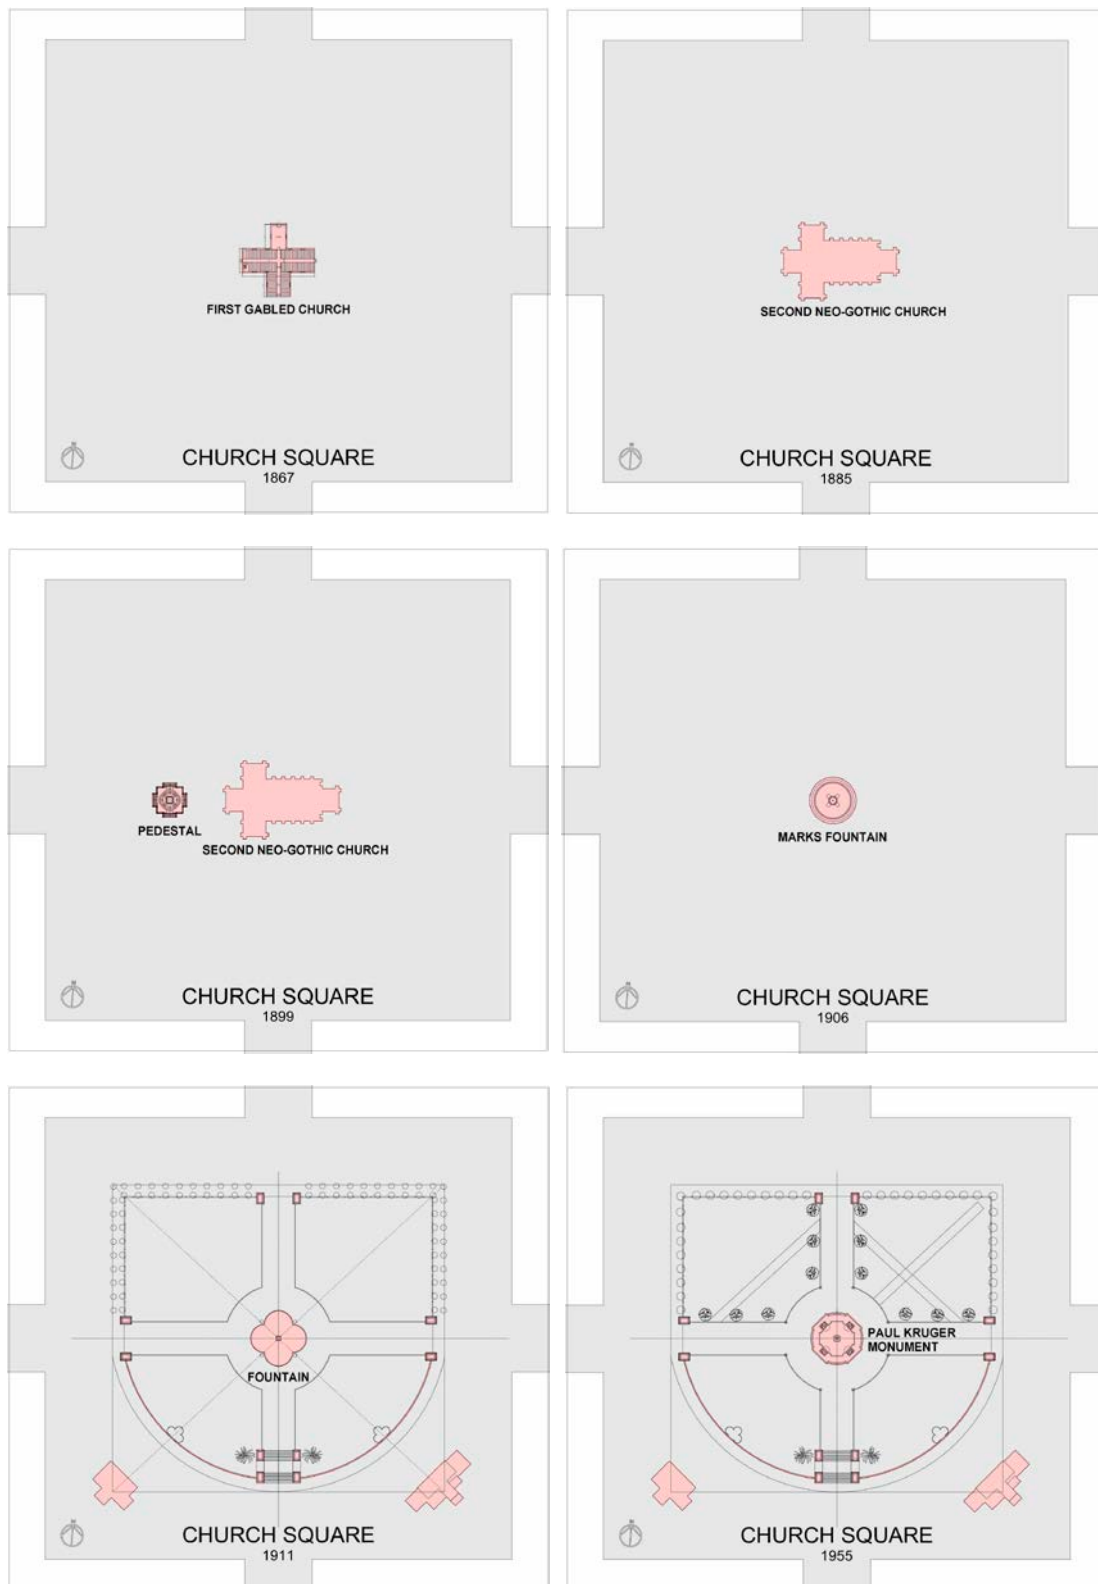 FIRST GABLED CHURCH
CHURCH SQUARE
1867
SECOND NEO-GOTHIC CHURCH
CHURCH SQUARE
1885
PEDESTAL
SECOND NEO-GOTHIC CHURCH
CHURCH SQUARE
1899
MARKS FOUNTAIN
CHURCH SQUARE
1906
FOUNTAIN
CHURCH SQUARE
1911
PAUL KRUGER
MONUMENT
CHURCH SQUARE
1955